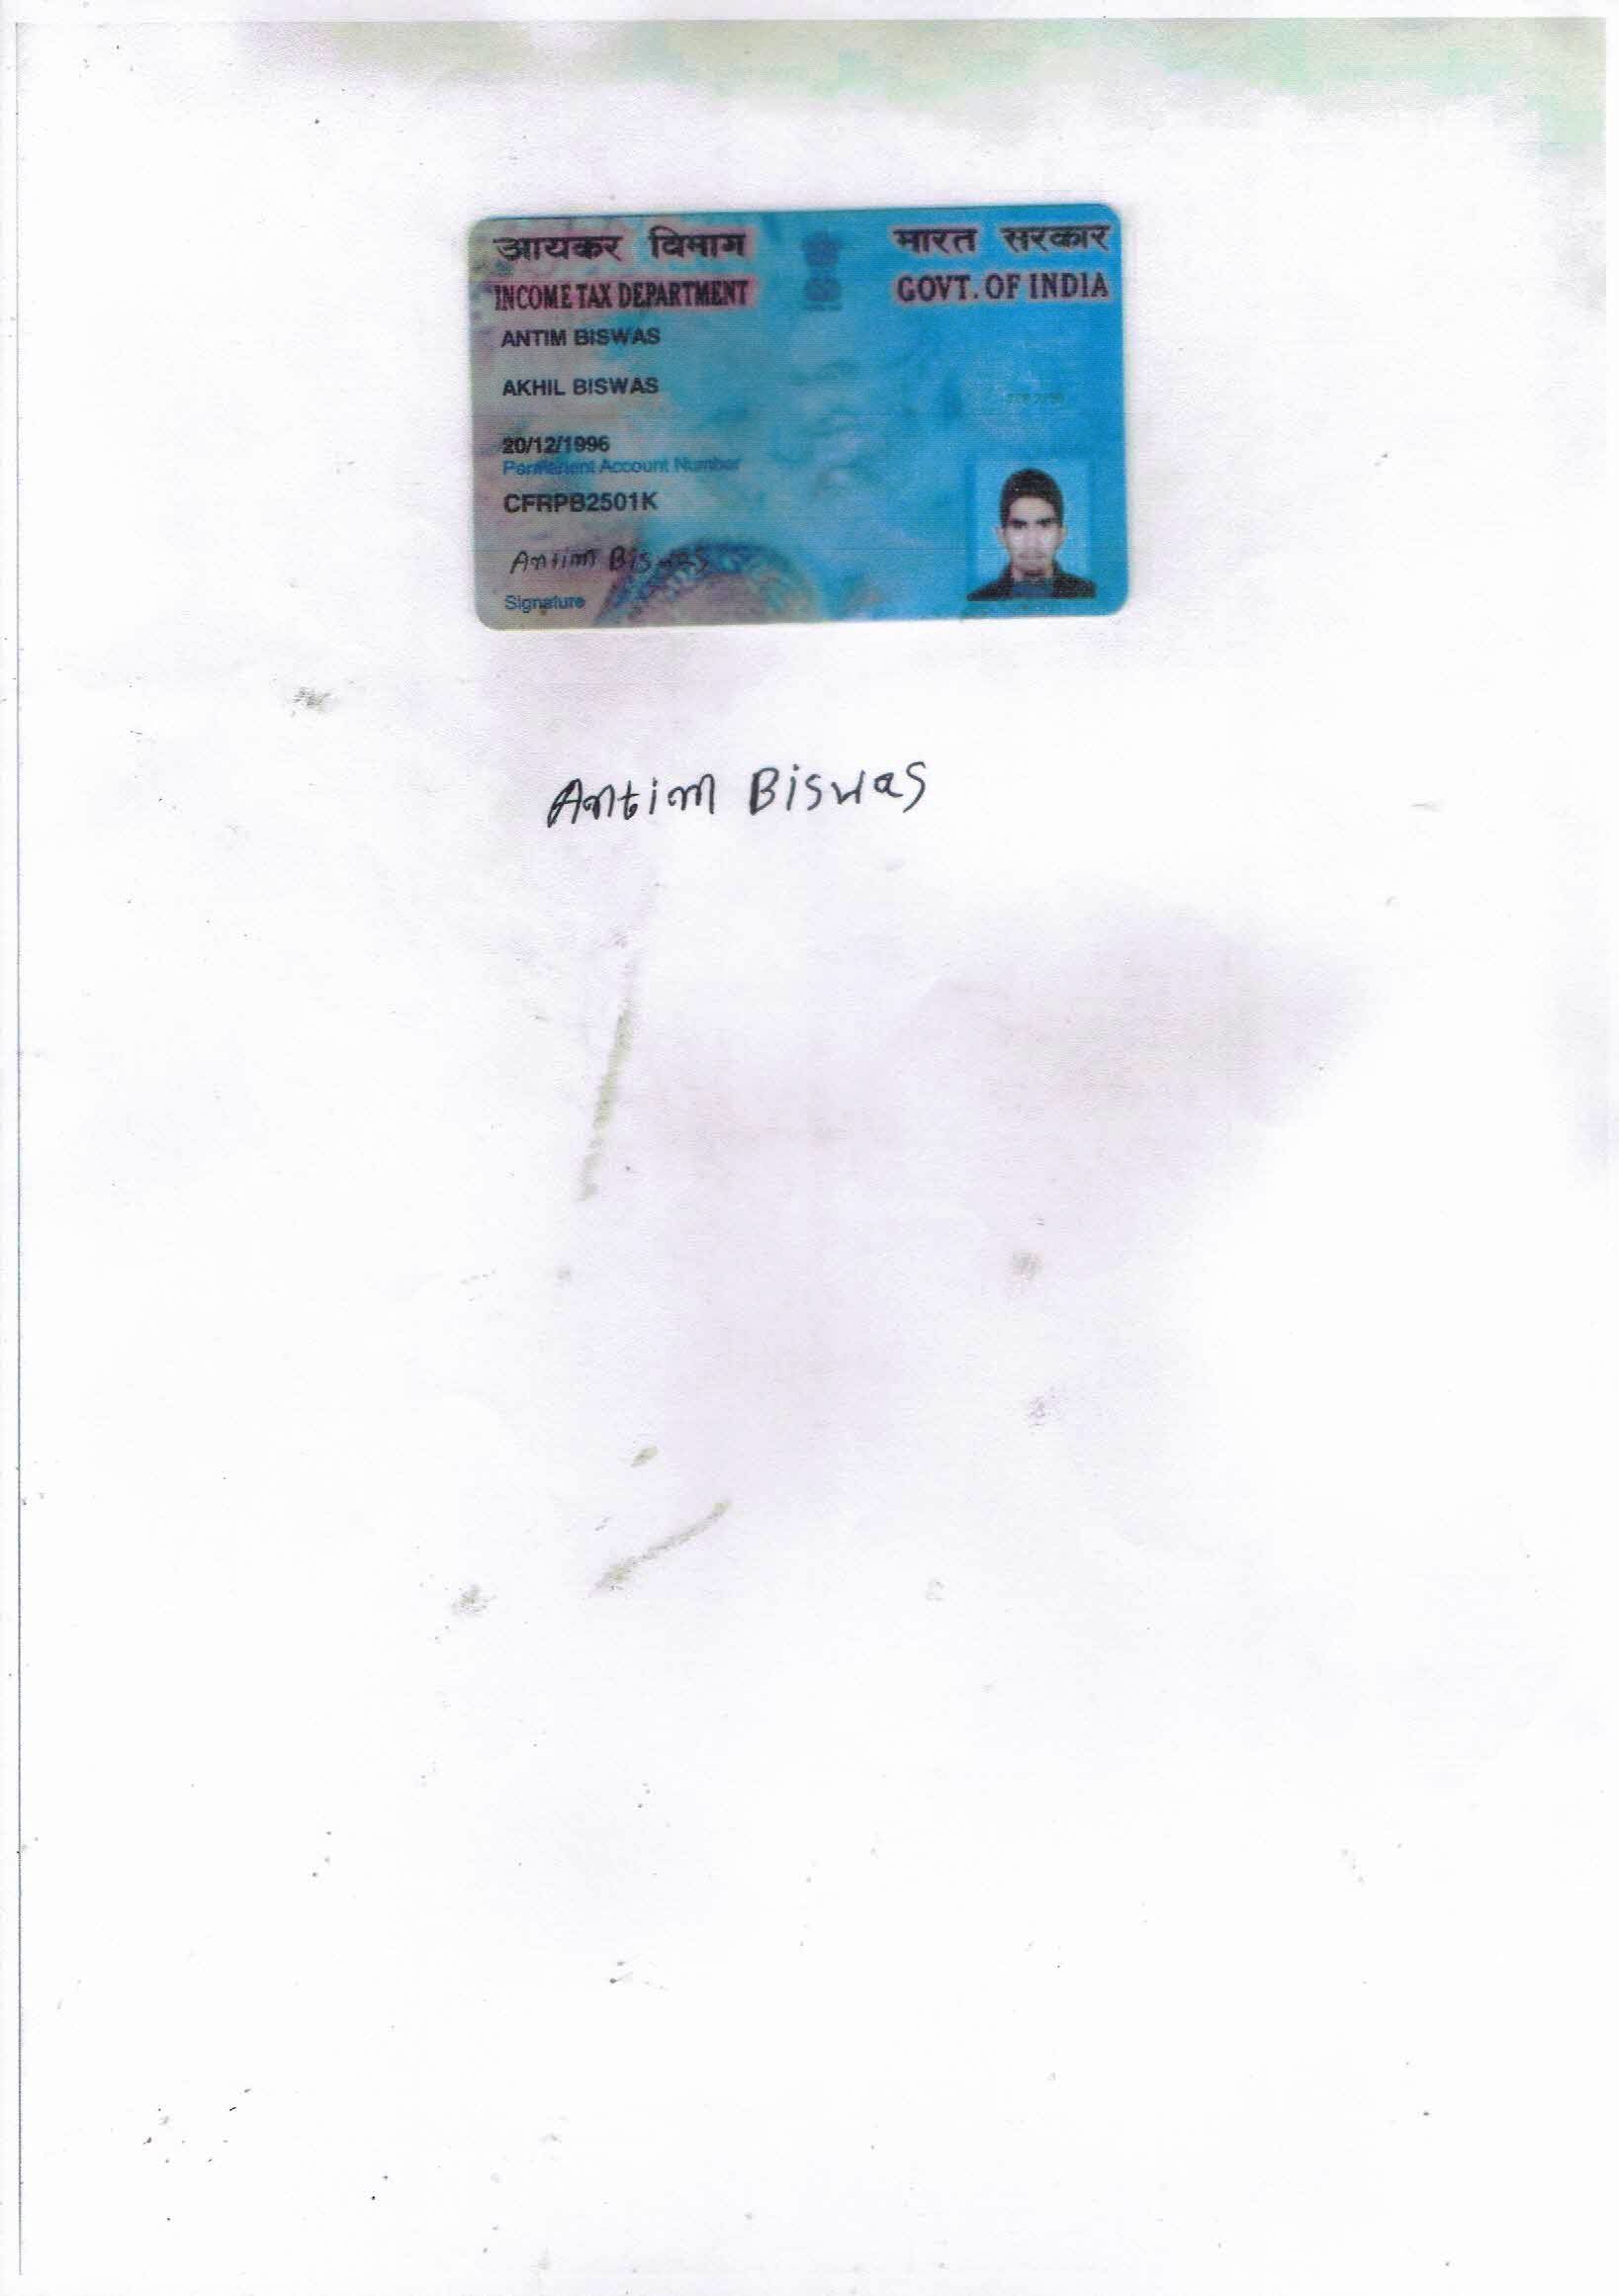 आयकर विभाग भारत सरकार
INCOME TAX DEPARTMENT GOVT. OF INDIA
ANTIM BISWAS
AKHIL BISWAS
20/12/1996
Permanent Account Number
CFRPB2501K
Antim Biswas
Signature
Antim Biswas